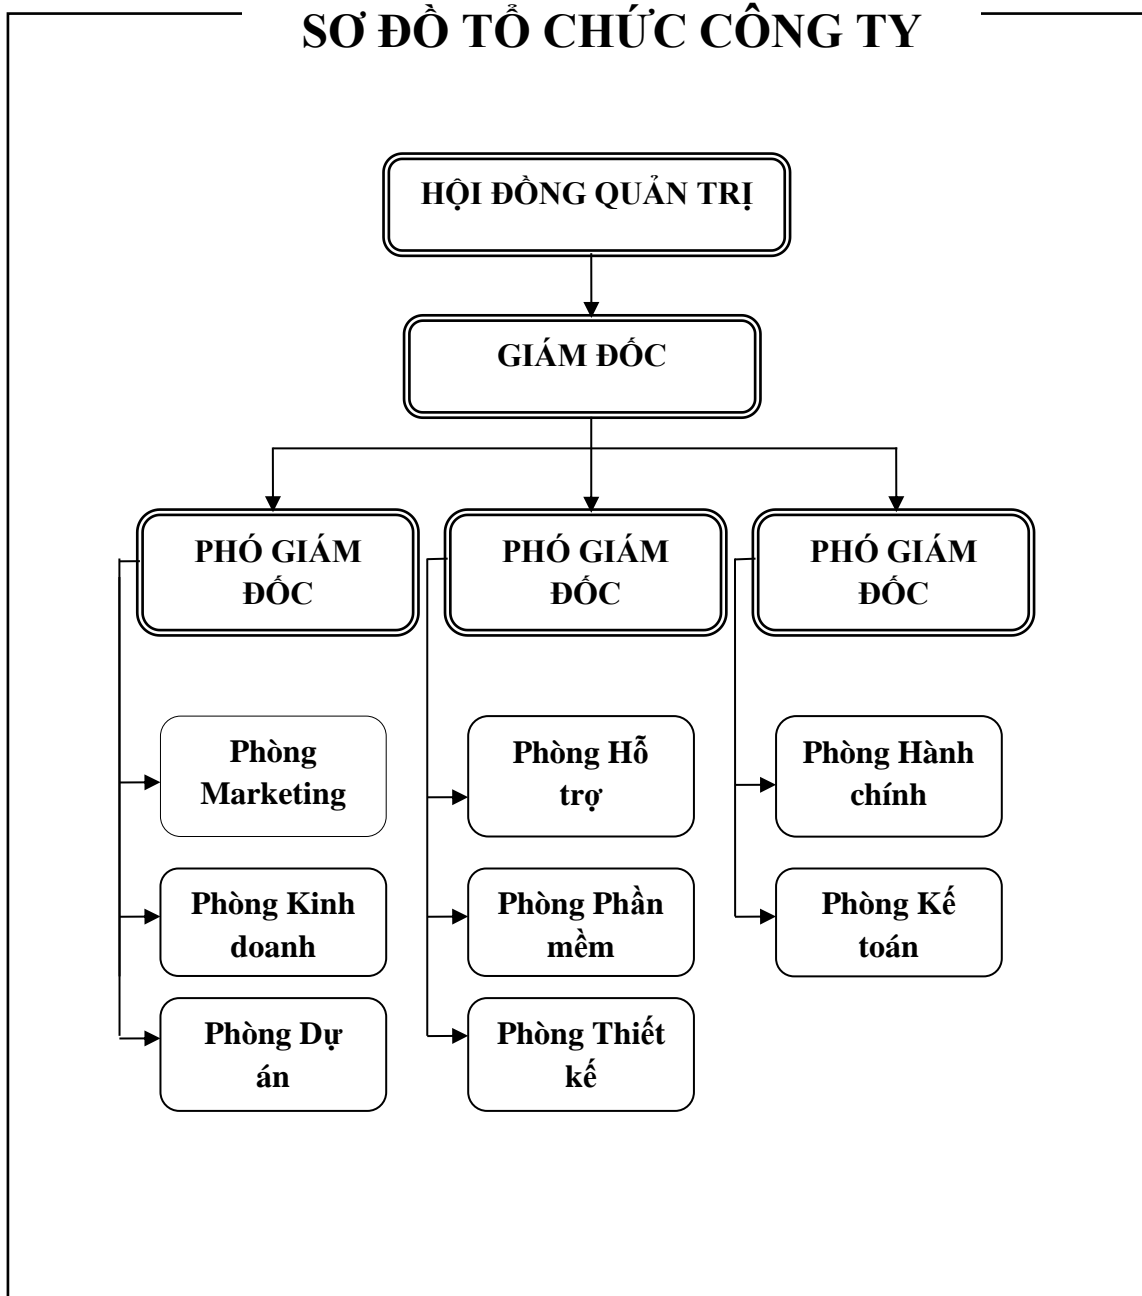 SƠ ĐỒ TỔ CHỨC CÔNG TY
HỘI ĐỒNG QUẢN TRỊ
GIÁM ĐỐC
PHÓ GIÁM
ĐỐC
PHÓ GIÁM
ĐỐC
PHÓ GIÁM
ĐỐC
Phòng
Marketing
Phòng Hỗ
trợ
Phòng Hành
chính
Phòng Kinh
doanh
Phòng Phần
mềm
Phòng Kế
toán
Phòng Dự
án
Phòng Thiết
kế